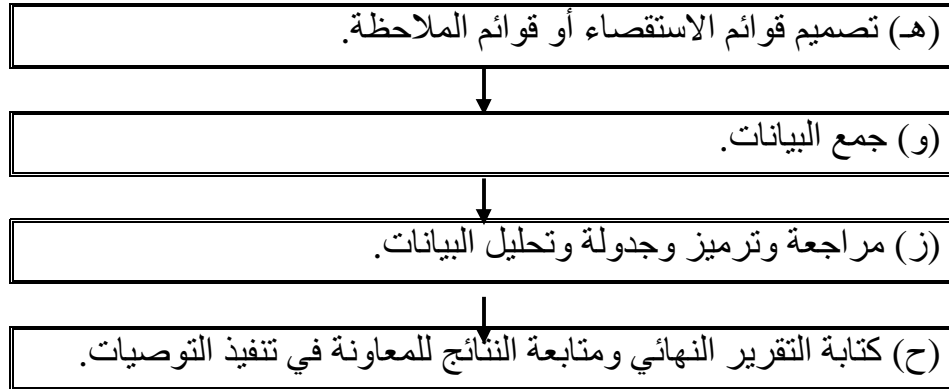 (هـ) تصميم قوائم الاستقصاء أو قوائم الملاحظة.
(و) جمع البيانات.
(ز) مراجعة وترميز وجدولة وتحليل البيانات.
(ح) كتابة التقرير النهائي ومتابعة النتائج للمعاونة في تنفيذ التوصيات.